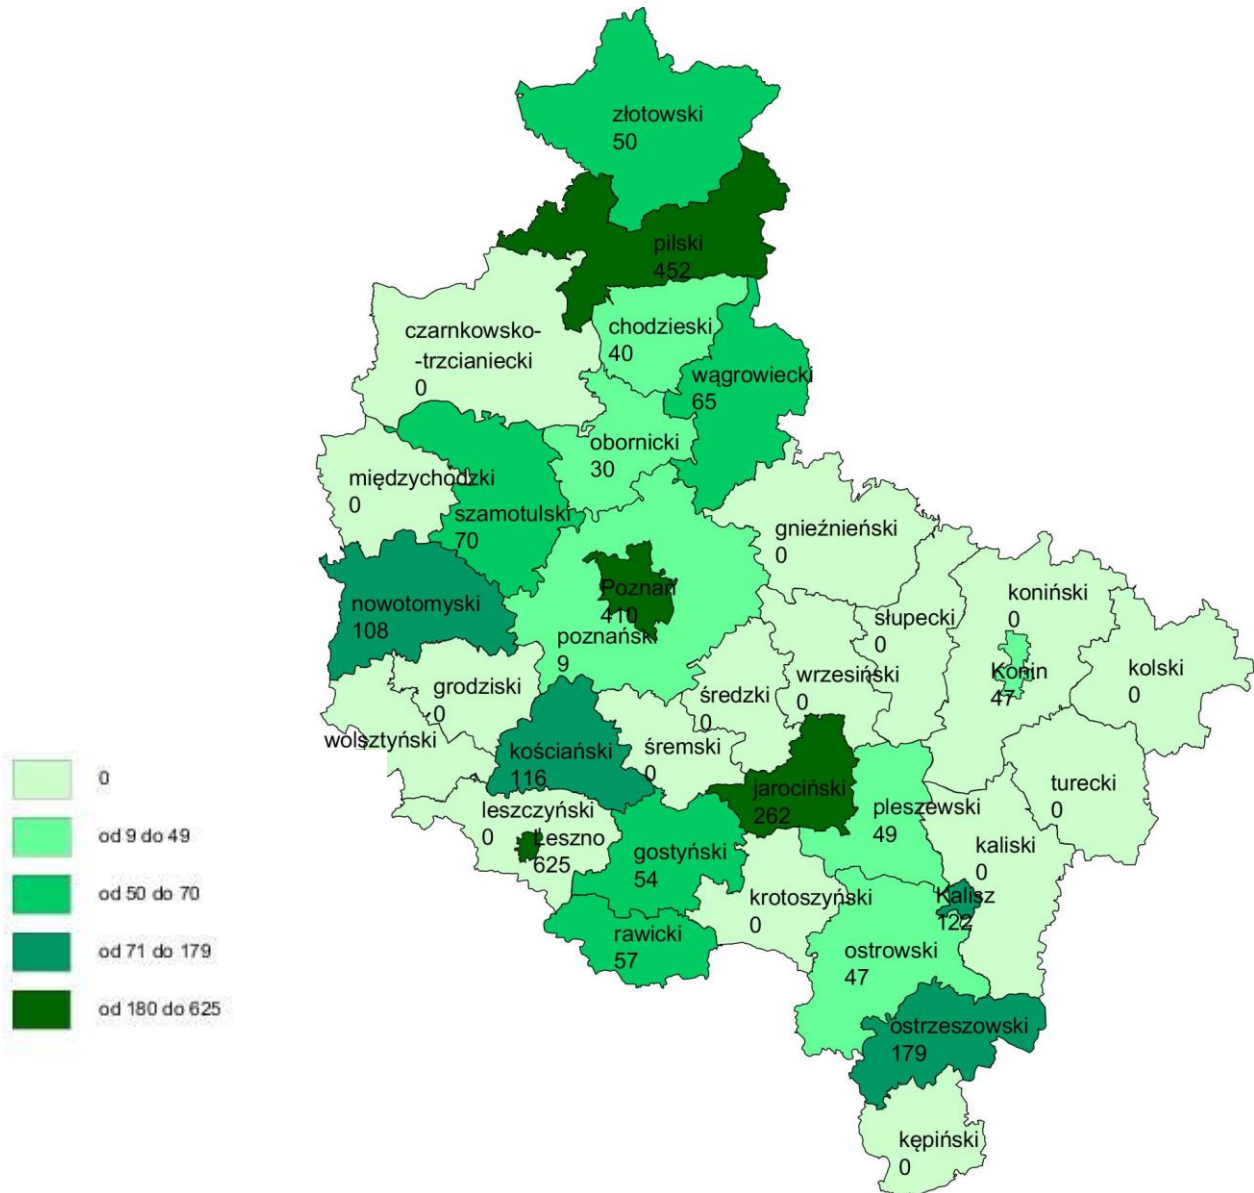 złotowski
50
pilski
452
czarnkowsko-
-trzcianiecki
0
chodzieski
40
wągrowiecki
65
obornicki
30
międzychodzki
0
szamotulski
70
gnieźnieński
0
Poznań
410
nowotomyski
108
poznański
9
słupecki
0
koniński
0
Konin
47
kolski
0
grodziski
0
średzki
0
wrzesiński
0
wolsztyński
kościański
116
śremski
0
jarociński
262
pleszewski
49
turecki
0
leszczyński
0
Leszno
625
gostyński
54
kaliski
0
krotoszyński
0
Kalisz
122
rawicki
57
ostrowski
47
ostrzeszowski
179
kępiński
0
0
od 9 do 49
od 50 do 70
od 71 do 179
od 180 do 625